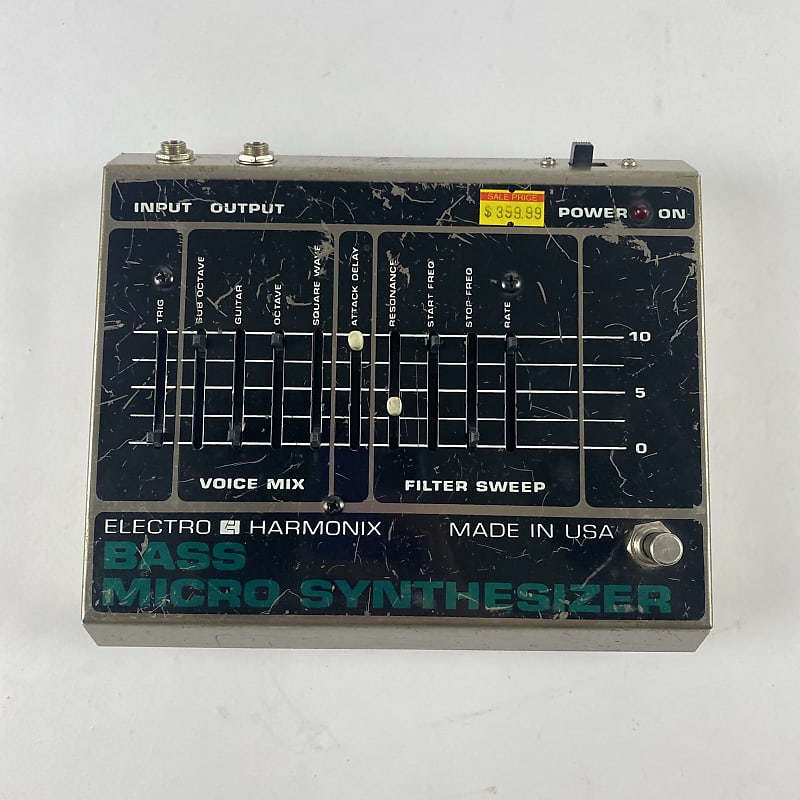 INPUT OUTPUT
SALE PRICE
$399.99
POWER ON
TRIG
SUB OCTAVE
GUITAR
OCTAVE
SQUARE WAVE
ATTACK DELAY
RESONANCE
START FREQ
STOP FREQ
RATE
10
5
0
VOICE MIX
FILTER SWEEP
ELECTRO HARMONIX
MADE IN USA
BASS
MICRO SYNTHESIZER